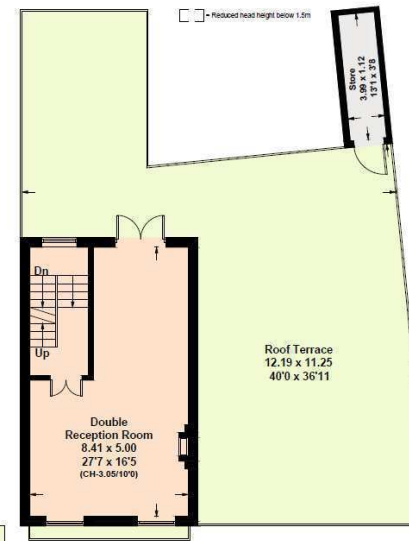 = Reduced head height below 1.5m
Store
3.99 x 1.12
13'1 x 3'8
Dn
Up
Roof Terrace
12.19 x 11.25
40'0 x 36'11
Double
Reception Room
8.41 x 5.00
27'7 x 16'5
(CH-3.05/10'0)